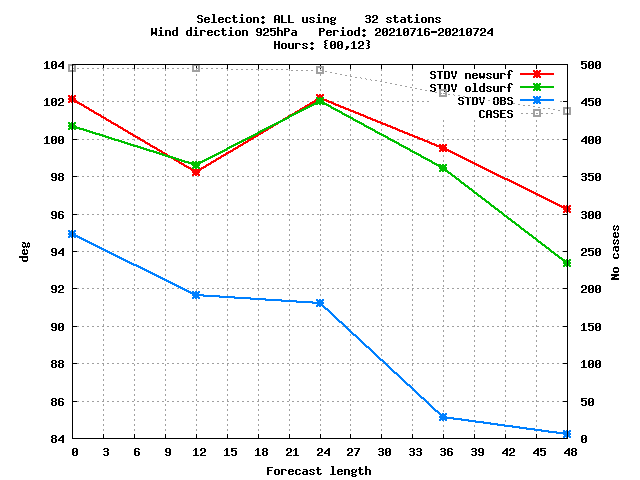 Selection: ALL using    32 stations
Wind direction 925hPa   Period: 20210716-20210724
Hours: {00,12}
104 500
STDV newsurf
STDV oldsurf
102 STDV OBS 450
CASES
100 400
98 350
96 300
deg
No cases
94 250
92 200
90 150
88 100
86 50
84 0
0 3 6 9 12 15 18 21 24 27 30 33 36 39 42 45 48
Forecast length